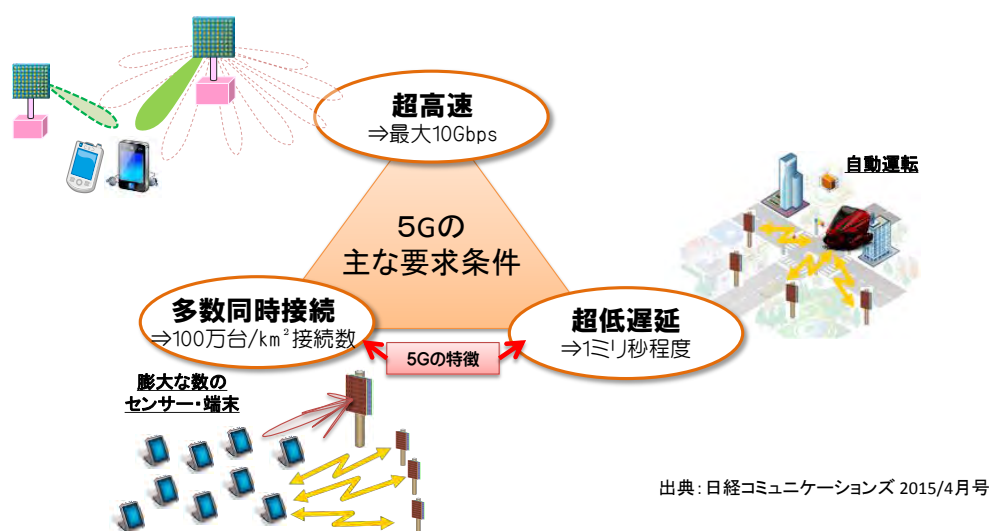 超高速
⇒最大10Gbps
自動運転
5Gの
主な要求条件
多数同時接続
⇒100万台/km²接続数
超低遅延
⇒1ミリ秒程度
5Gの特徴
膨大な数の
センサー・端末
出典：日経コミュニケーションズ 2015/4月号